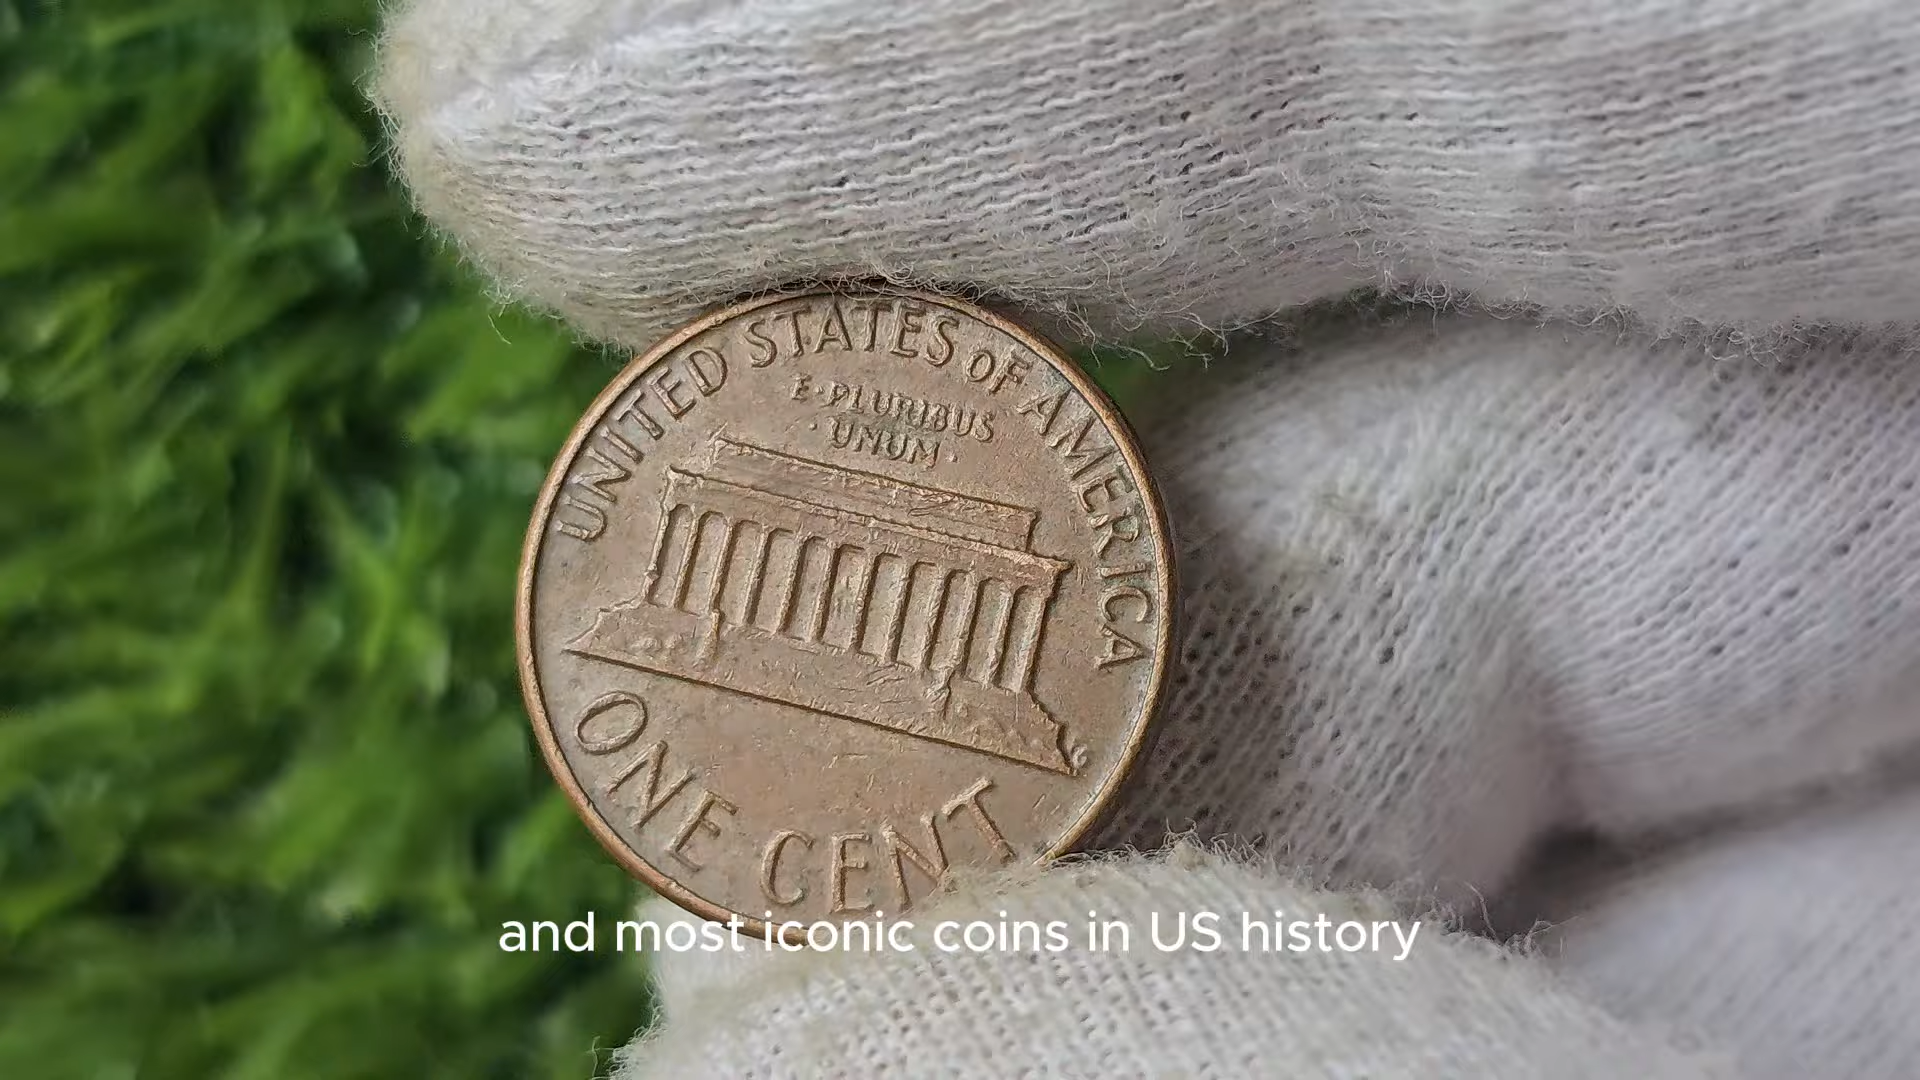 UNITED STATES OF AMERICA
E·PLURIBUS
·UNUM·
ONE CENT
and most iconic coins in US history